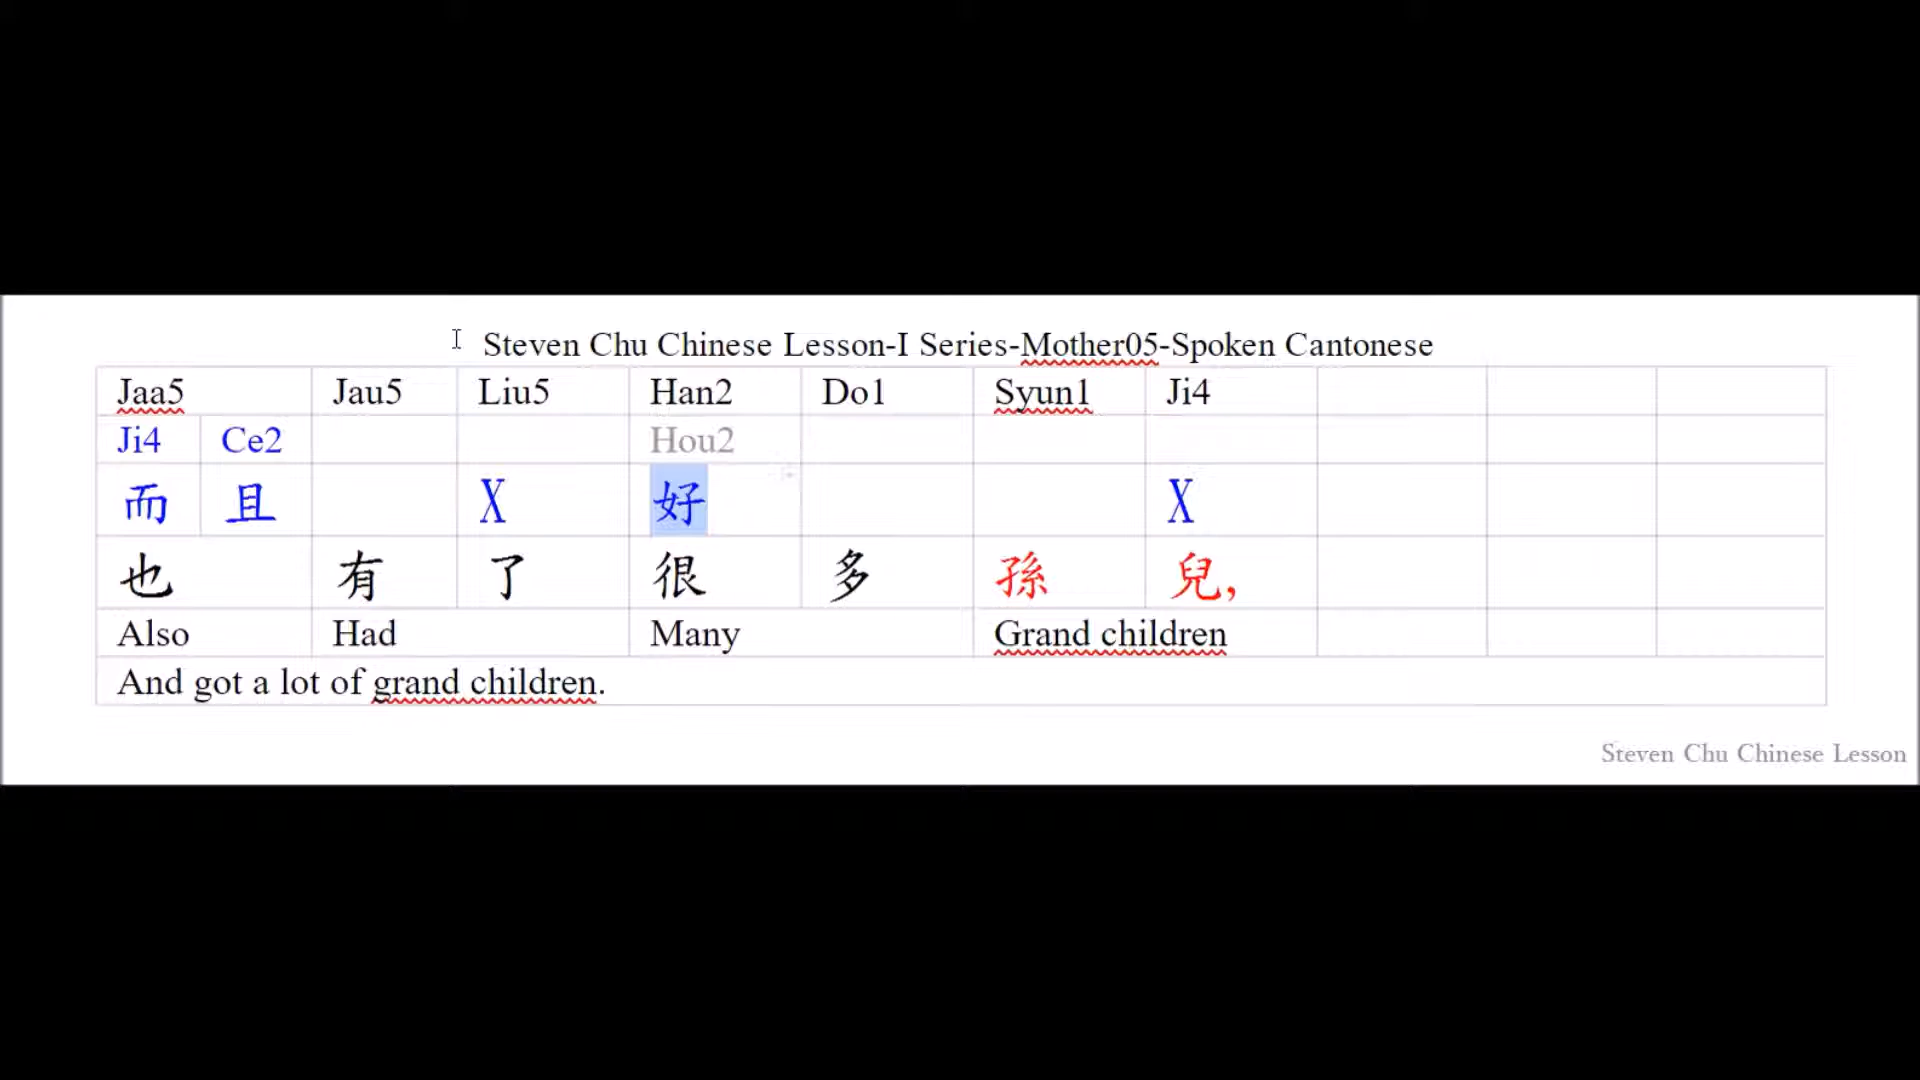 Steven Chu Chinese Lesson-I Series-Mother05-Spoken Cantonese
Jaa5 Jau5 Liu5 Han2 Do1 Syun1 Ji4
Ji4 Ce2 Hou2
而 且 X 好 X
也 有 了 很 多 孫 兒,
Also Had Many Grand children
And got a lot of grand children.
Steven Chu Chinese Lesson